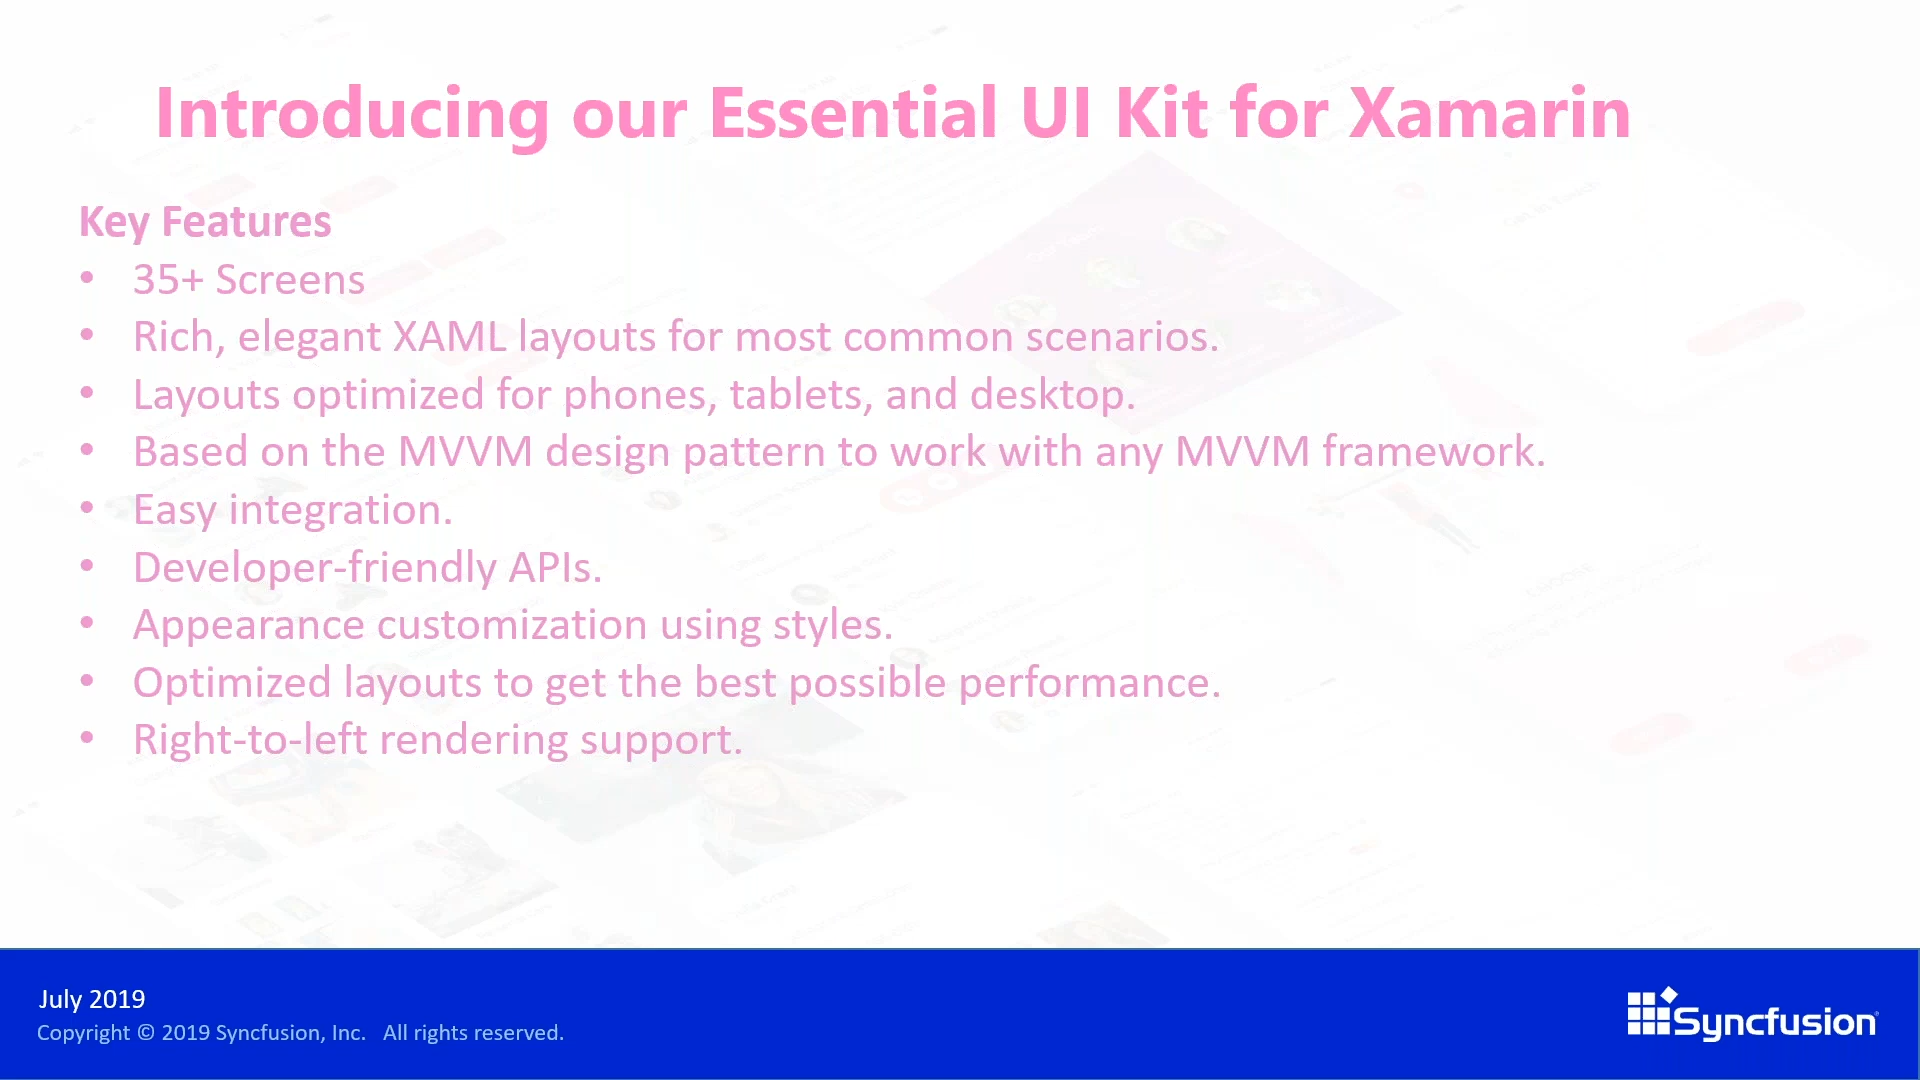 Introducing our Essential UI Kit for Xamarin
Key Features
• 35+ Screens
• Rich, elegant XAML layouts for most common scenarios.
• Layouts optimized for phones, tablets, and desktop.
• Based on the MVVM design pattern to work with any MVVM framework.
• Easy integration.
• Developer-friendly APIs.
• Appearance customization using styles.
• Optimized layouts to get the best possible performance.
• Right-to-left rendering support.
July 2019
Copyright © 2019 Syncfusion, Inc. All rights reserved.
Syncfusion